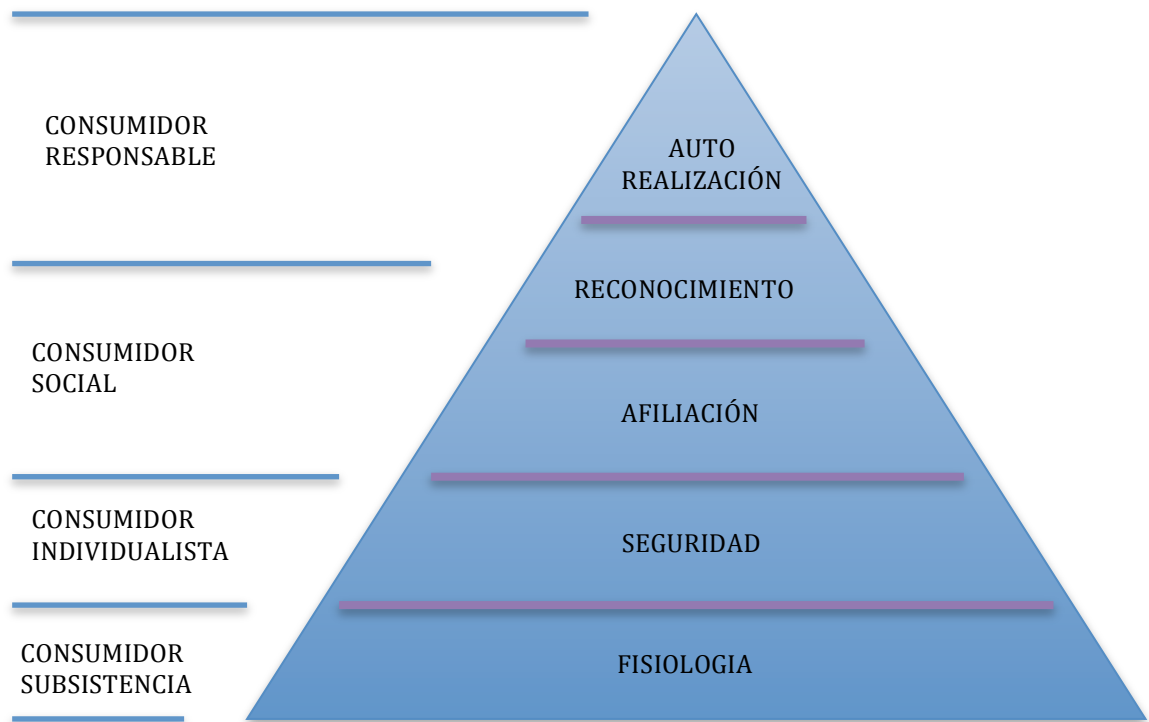 CONSUMIDOR
RESPONSABLE
AUTO
REALIZACIÓN
RECONOCIMIENTO
CONSUMIDOR
SOCIAL
AFILIACIÓN
CONSUMIDOR
INDIVIDUALISTA
SEGURIDAD
CONSUMIDOR
SUBSISTENCIA
FISIOLOGIA